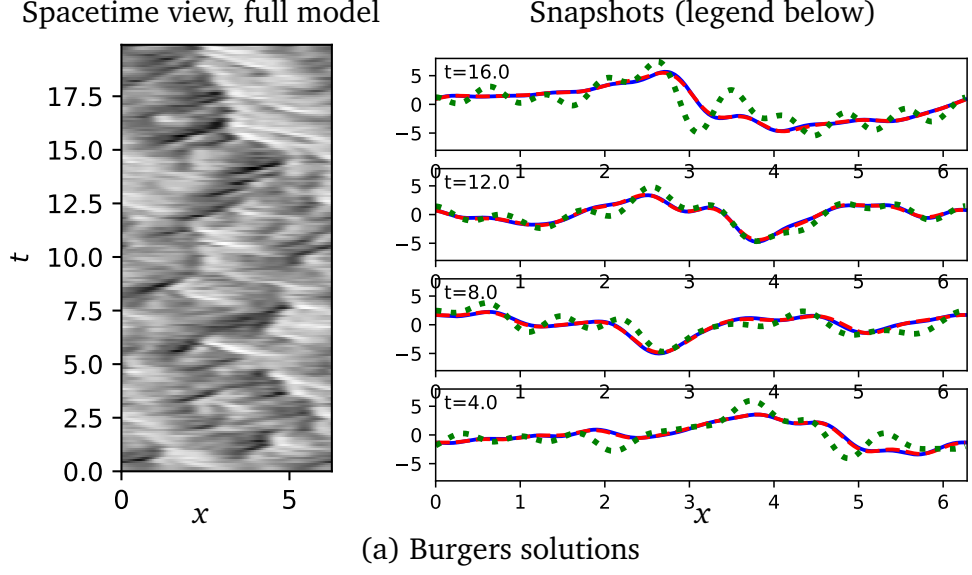 Spacetime view, full model
Snapshots (legend below)
17.5
15.0
12.5
10.0
7.5
5.0
2.5
0.0
t
0 5
x
t=16.0
5
0
−5
0 1 2 3 4 5 6
t=12.0
5
0
−5
0 1 2 3 4 5 6
t=8.0
5
0
−5
0 1 2 3 4 5 6
t=4.0
5
0
−5
0 1 2 3 4 5 6
x
(a) Burgers solutions